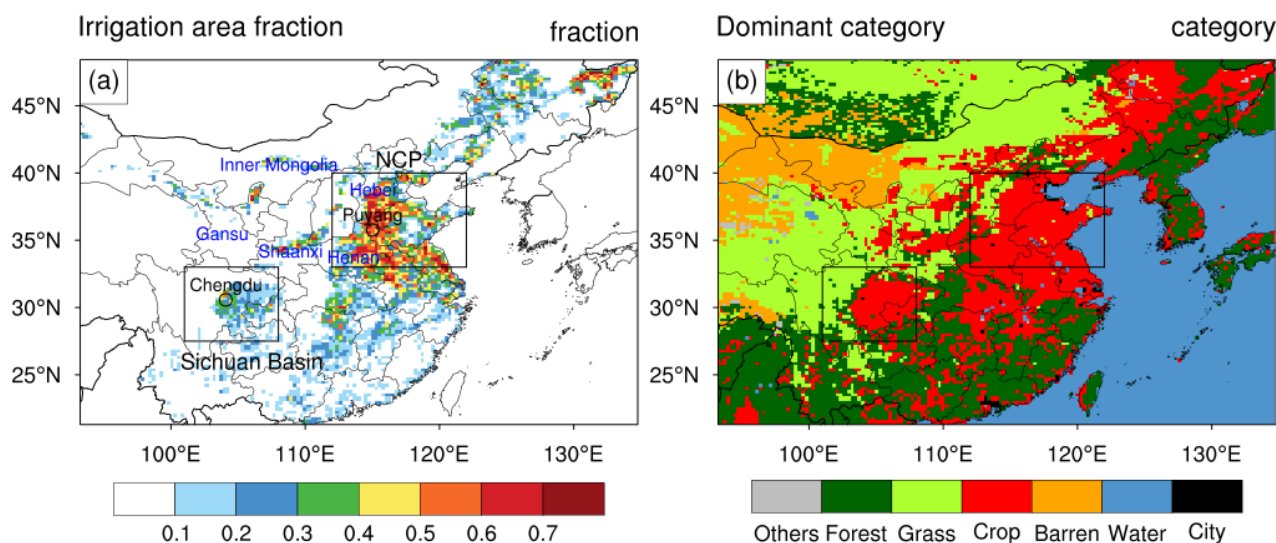 Irrigation area fraction fraction
(a)
45°N
40°N
35°N
30°N
25°N
Inner Mongolia
NCP
Hebei
Puyang
Gansu
Shaanxi
Henan
Chengdu
Sichuan Basin
100°E 110°E 120°E 130°E
0.1 0.2 0.3 0.4 0.5 0.6 0.7
Dominant category category
(b)
45°N
40°N
35°N
30°N
25°N
100°E 110°E 120°E 130°E
Others Forest Grass Crop Barren Water City